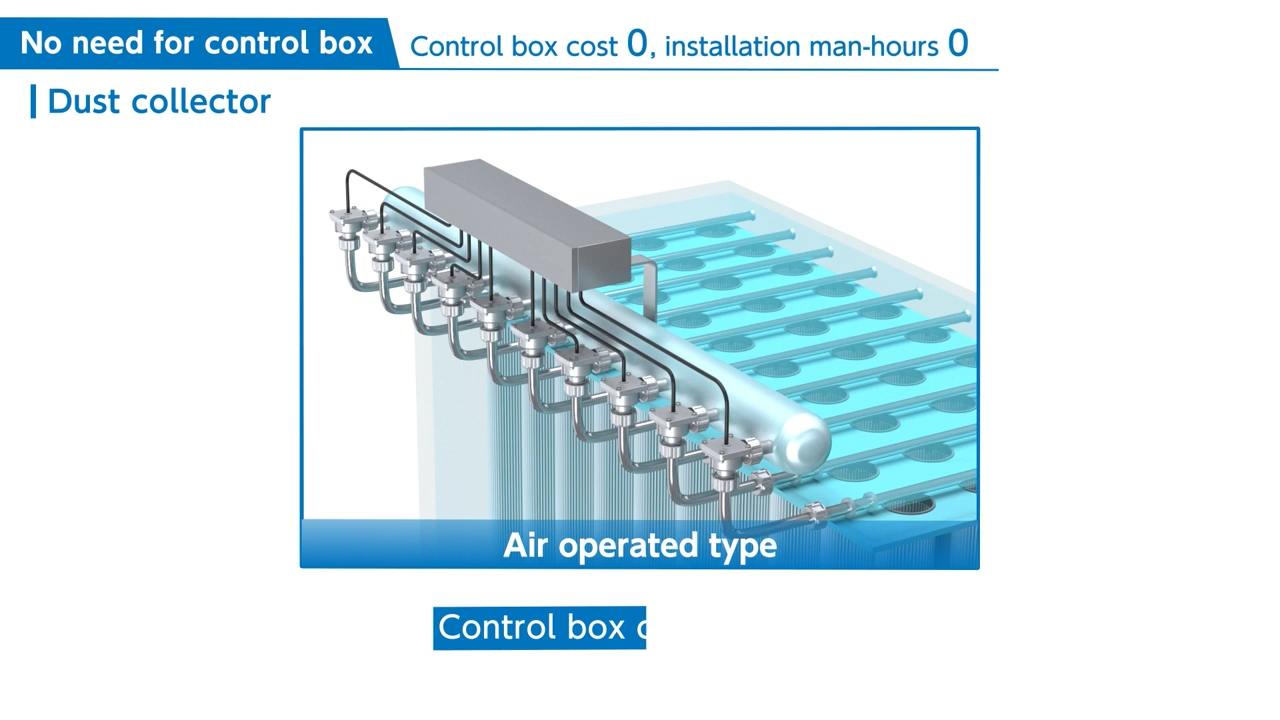 No need for control box
Control box cost 0, installation man-hours 0
Dust collector
Air operated type
Control box